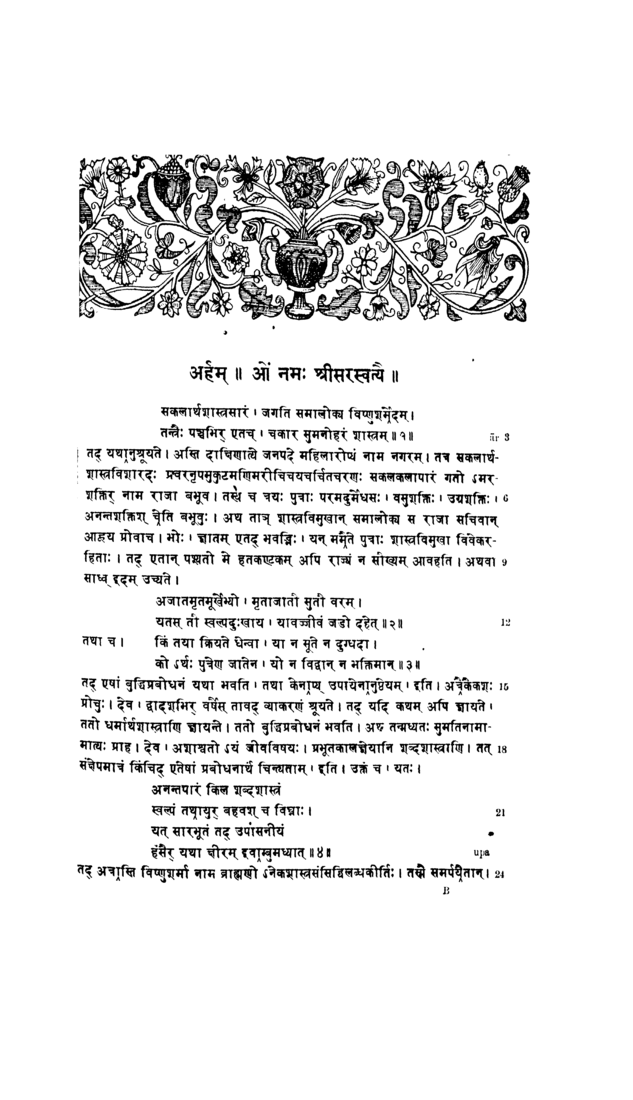 अर्हम् ॥ ओं नमः श्रीसरस्वत्यै ॥
सकलार्थशास्त्रसारं । जगति समालोक्य विष्णुशर्मेदम् ।
तन्त्रैः पञ्चभिर् एतच् । चकार सुमनोहरं शास्त्रम् ॥ १॥ ār 3
तद् यथानुश्रूयते । अस्ति दाक्षिणात्ये जनपदे महिलारोप्यं नाम नगरम् । तत्र सकलार्थ-
शास्त्रविशारदः प्रवरनृपमुकुटमणिमरीचिचयचर्चितचरणः सकलकलापारं गतो ऽमर-
शक्तिर् नाम राजा बभूव । तस्य च त्रयः पुत्राः परमदुर्मेधसः । वसुशक्तिः । उग्रशक्तिः । 6
अनन्तशक्तिश् चेति बभूवुः । अथ ताञ् शास्त्रविमुखान् समालोक्य स राजा सचिवान्
आहूय प्रोवाच । भोः । ज्ञातम् एतद् भवद्भिः । यन् ममैते पुत्राः शास्त्रविमुखा विवेकर-
हिताः । तद् एतान् पश्यतो मे हतकण्टकम् अपि राज्यं न सौख्यम् आवहति । अथवा 9
साध्व् इदम् उच्यते ।
अजातमृतमूर्खेभ्यो । मृताजातौ सुतौ वरम् ।
यतस् तौ स्वल्पदुःखाय । यावज्जीवं जडो दहेत् ॥ २॥ 12
तथा च । किं तया क्रियते धेन्वा । या न सूते न दुग्धदा ।
को ऽर्थः पुत्रेण जातेन । यो न विद्वान् न भक्तिमान् ॥ ३॥
तद् एषां बुद्धिप्रबोधनं यथा भवति । तथा केनाप्य् उपायेनानुष्ठेयम् । इति । अत्रैकेकशः 15
प्रोचुः । देव । द्वादशभिर् वर्षैस् तावद् व्याकरणं श्रूयते । तद् यदि कथम् अपि ज्ञायते ।
ततो धर्मार्थशास्त्राणि ज्ञायन्ते । ततो बुद्धिप्रबोधनं भवति । अथ तन्मध्यतः सुमतिनामा-
मात्यः प्राह । देव । अशाश्वतो ऽयं जीवविषयः । प्रभूतकालज्ञेयानि शब्दशास्त्राणि । तत् 18
संक्षेपमात्रं किंचिद् एतेषां प्रबोधनार्थं चिन्त्यताम् । इति । उक्तं च । यतः ।
अनन्तपारं किल शब्दशास्त्रं
स्वल्पं तथायुर् बहवश् च विघ्नाः । 21
यत् सारभूतं तद् उपासनीयं
हंसैर् यथा क्षीरम् इवाम्बुमध्यात् ॥ ४॥ upa
तद् अत्रास्ति विष्णुशर्मा नाम ब्राह्मणो ऽनेकशास्त्रसंसिद्धिलब्धकीर्तिः । तस्मै समर्पयैतान् । 24
B